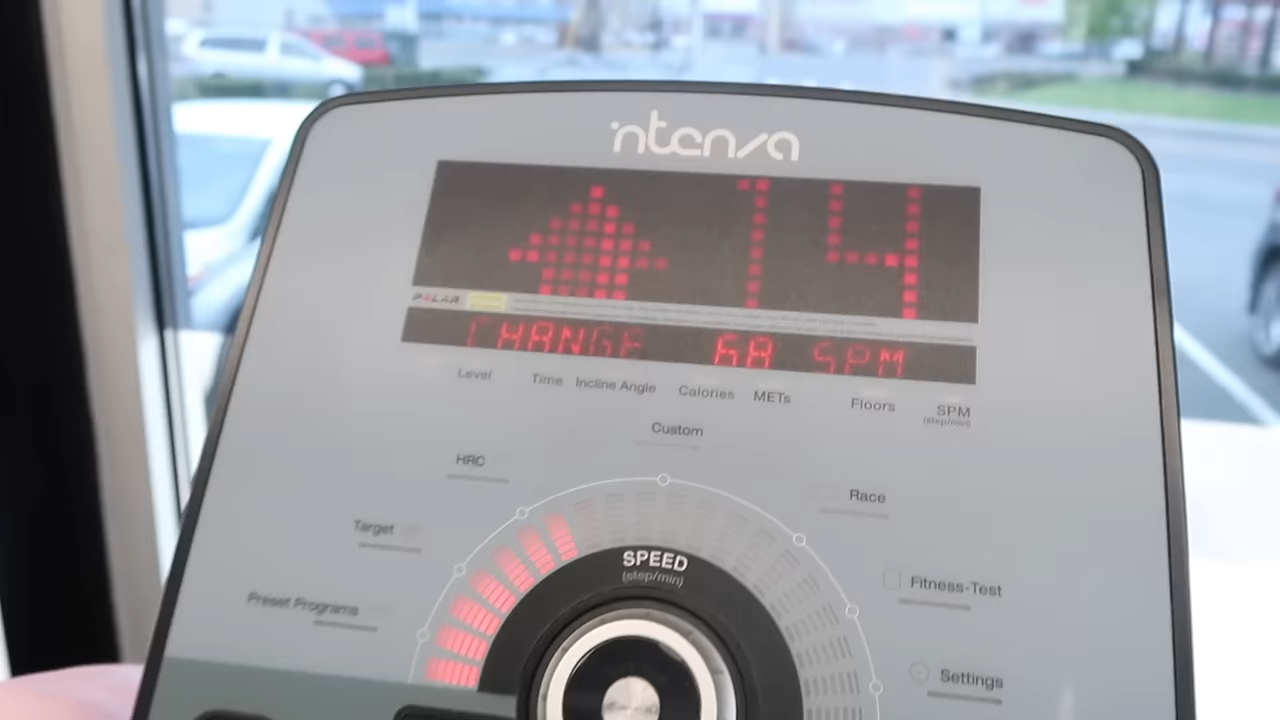 intenza
14
POLAR
CHANGE 68 SPM
Level Time Incline Angle Calories METs Floors SPM
(step/min)
Custom
HRC
Race
Target
SPEED
(step/min)
Fitness-Test
Preset Programs
Settings